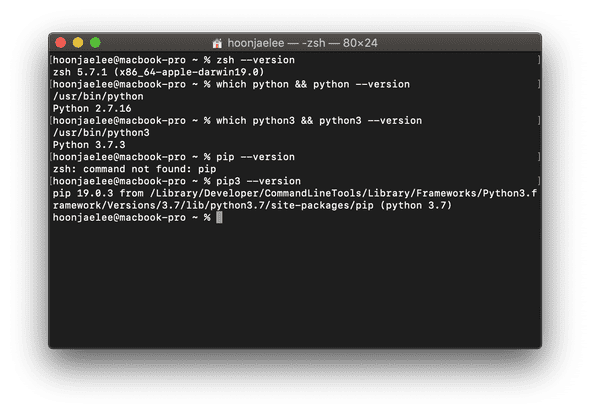 hoonjaelee — -zsh — 80×24
[hoonjaelee@macbook-pro ~ % zsh --version ]
zsh 5.7.1 (x86_64-apple-darwin19.0)
[hoonjaelee@macbook-pro ~ % which python && python --version ]
/usr/bin/python
Python 2.7.16
[hoonjaelee@macbook-pro ~ % which python3 && python3 --version ]
/usr/bin/python3
Python 3.7.3
[hoonjaelee@macbook-pro ~ % pip --version ]
zsh: command not found: pip
[hoonjaelee@macbook-pro ~ % pip3 --version ]
pip 19.0.3 from /Library/Developer/CommandLineTools/Library/Frameworks/Python3.f
ramework/Versions/3.7/lib/python3.7/site-packages/pip (python 3.7)
hoonjaelee@macbook-pro ~ %